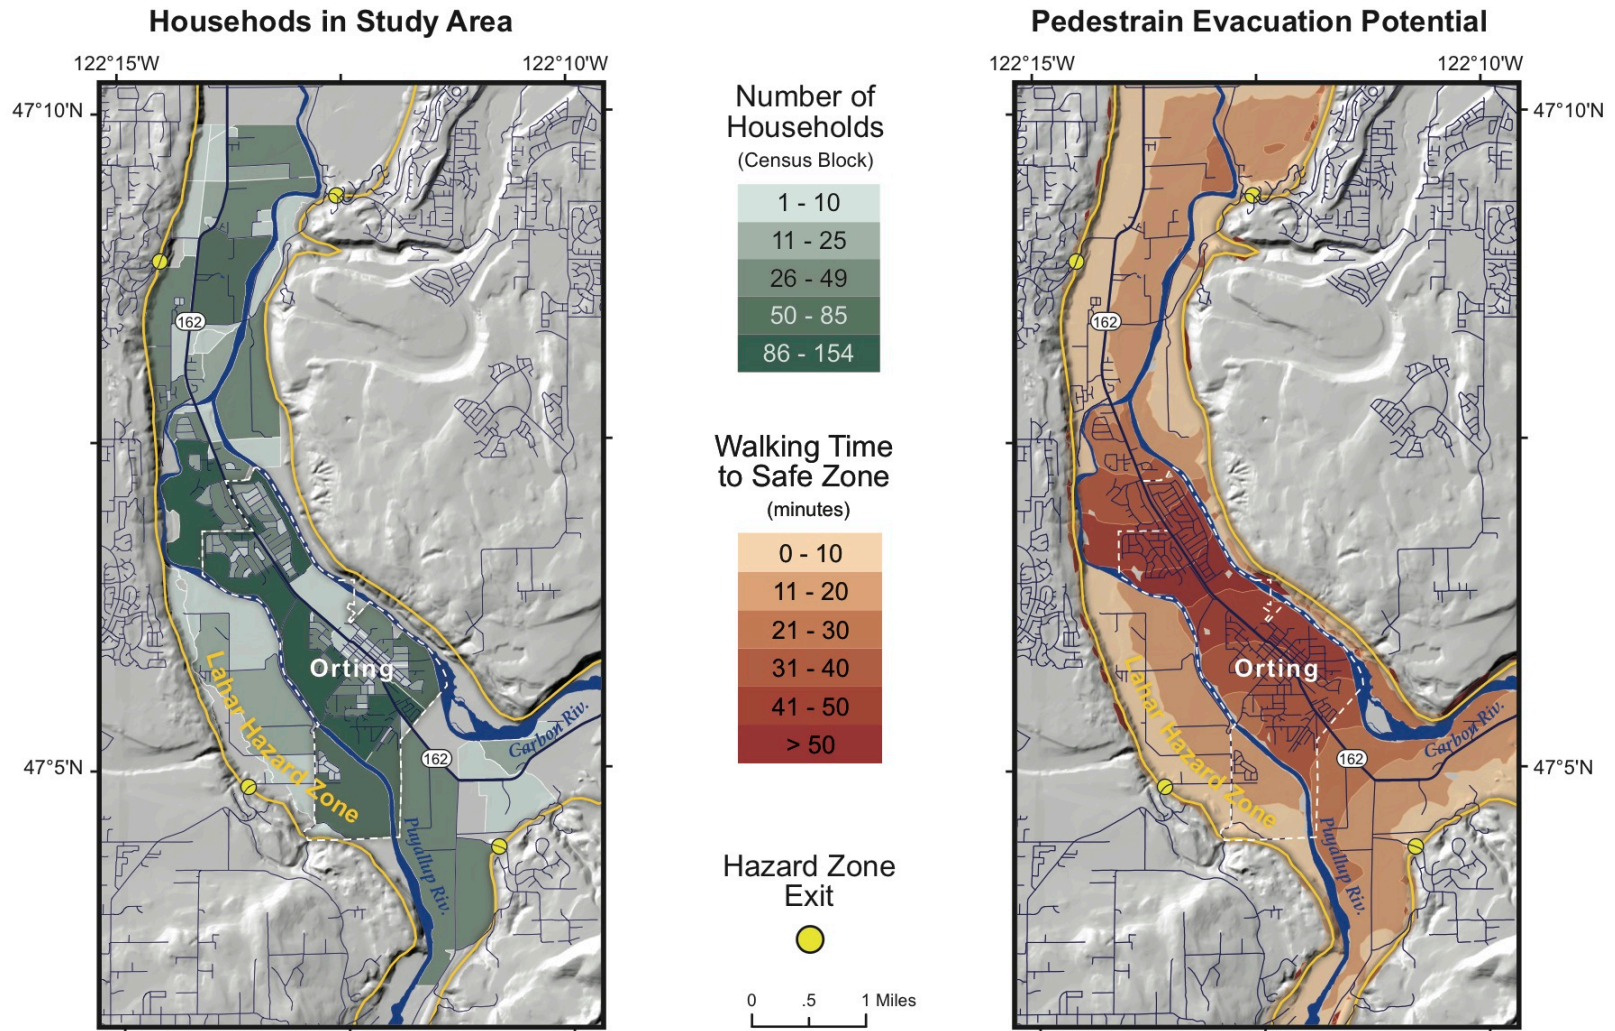 Househods in Study Area
Pedestrain Evacuation Potential
122°15'W
122°10'W
122°15'W
122°10'W
47°10'N
47°10'N
Number of
Households
(Census Block)
1 - 10
11 - 25
26 - 49
50 - 85
86 - 154
162
162
Walking Time
to Safe Zone
(minutes)
0 - 10
11 - 20
21 - 30
31 - 40
41 - 50
> 50
Orting
Orting
Lahar Hazard Zone
Lahar Hazard Zone
Carbon Riv.
Carbon Riv.
162
162
47°5'N
47°5'N
Puyallup Riv.
Puyallup Riv.
Hazard Zone
Exit
0 .5 1 Miles